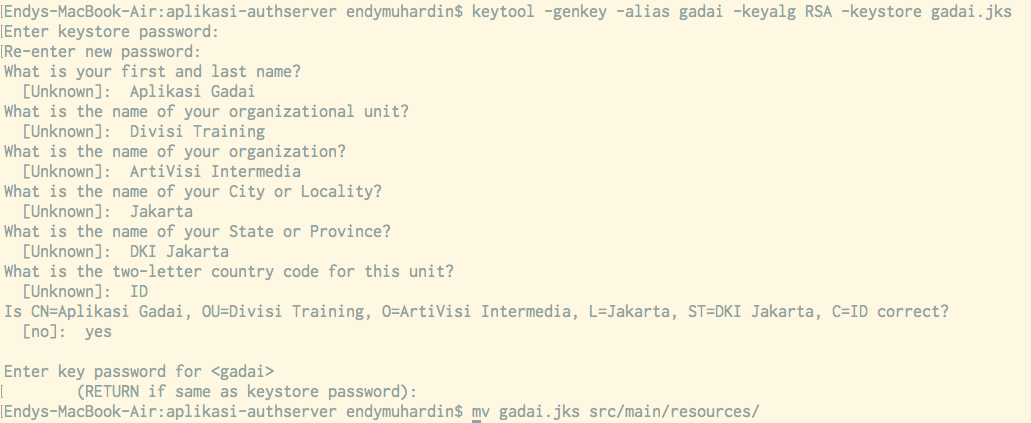 [Endys-MacBook-Air:aplikasi-authserver endymuhardin$ keytool -genkey -alias gadai -keyalg RSA -keystore gadai.jks
[Enter keystore password:
[Re-enter new password:
What is your first and last name?
  [Unknown]:  Aplikasi Gadai
What is the name of your organizational unit?
  [Unknown]:  Divisi Training
What is the name of your organization?
  [Unknown]:  ArtiVisi Intermedia
What is the name of your City or Locality?
  [Unknown]:  Jakarta
What is the name of your State or Province?
  [Unknown]:  DKI Jakarta
What is the two-letter country code for this unit?
  [Unknown]:  ID
Is CN=Aplikasi Gadai, OU=Divisi Training, O=ArtiVisi Intermedia, L=Jakarta, ST=DKI Jakarta, C=ID correct?
  [no]:  yes

Enter key password for <gadai>
[        (RETURN if same as keystore password):
[Endys-MacBook-Air:aplikasi-authserver endymuhardin$ mv gadai.jks src/main/resources/